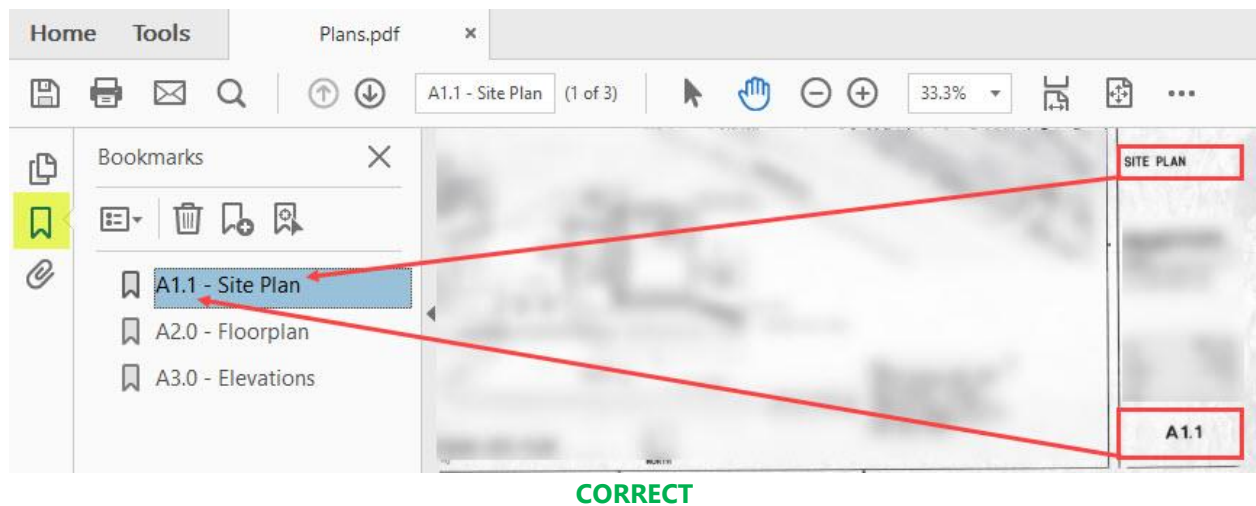 Home Tools Plans.pdf ×
A1.1 - Site Plan (1 of 3) 33.3%
Bookmarks
A1.1 - Site Plan
A2.0 - Floorplan
A3.0 - Elevations
SITE PLAN
A1.1
NORTH
CORRECT